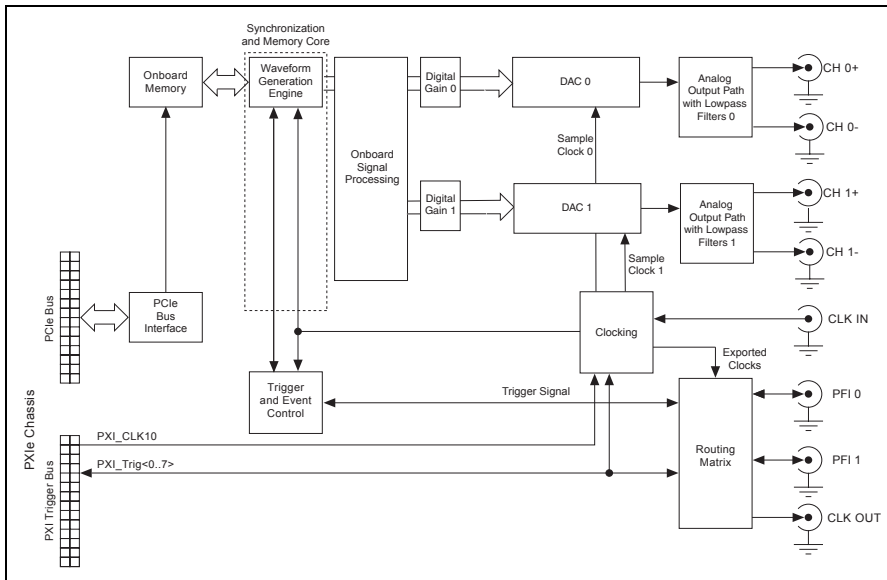 Synchronization
and Memory Core
Onboard
Memory
Waveform
Generation
Engine
Digital
Gain 0
DAC 0
Analog
Output Path
with Lowpass
Filters 0
CH 0+
CH 0-
Sample
Clock 0
Onboard
Signal
Processing
Digital
Gain 1
DAC 1
Analog
Output Path
with Lowpass
Filters 1
CH 1+
CH 1-
Sample
Clock 1
PCIe Bus
PCIe
Bus
Interface
Clocking
CLK IN
Exported
Clocks
PXIe Chassis
Trigger
and Event
Control
Trigger Signal
PFI 0
PXI_CLK10
PXI_Trig<0..7>
PXI Trigger Bus
Routing
Matrix
PFI 1
CLK OUT